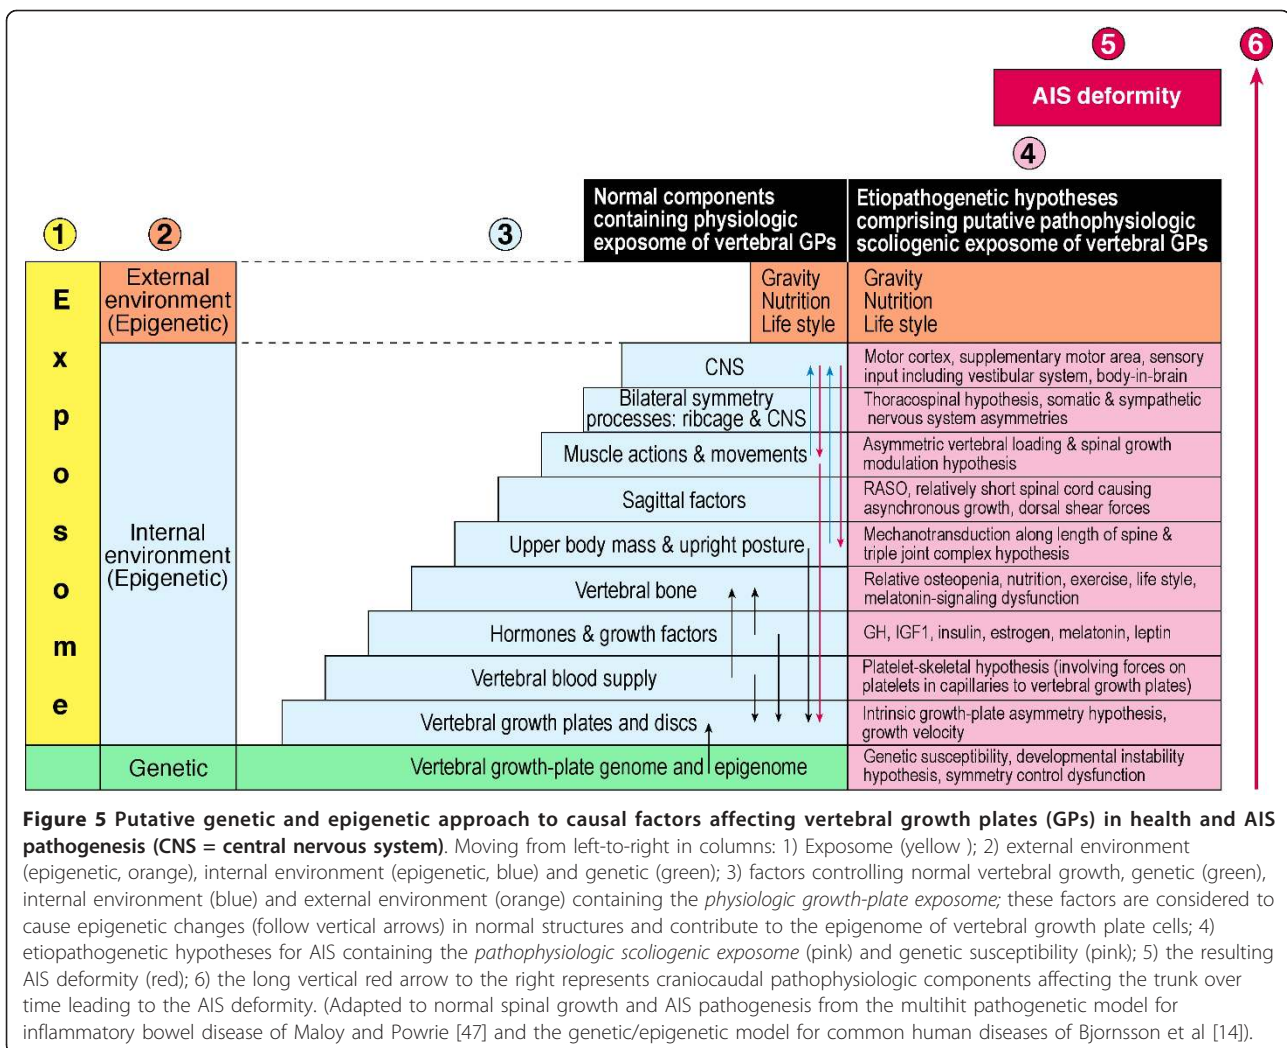 5
6
AIS deformity
4
Normal components
containing physiologic
exposome of vertebral GPs
Etiopathogenetic hypotheses
comprising putative pathophysiologic
scoliogenic exposome of vertebral GPs
1
2
3
E
x
p
o
s
o
m
e
External
environment
(Epigenetic)
Gravity
Nutrition
Life style
Gravity
Nutrition
Life style
Internal
environment
(Epigenetic)
CNS
Motor cortex, supplementary motor area, sensory
input including vestibular system, body-in-brain
Bilateral symmetry
processes: ribcage & CNS
Thoracospinal hypothesis, somatic & sympathetic
nervous system asymmetries
Muscle actions & movements
Asymmetric vertebral loading & spinal growth
modulation hypothesis
Sagittal factors
RASO, relatively short spinal cord causing
asynchronous growth, dorsal shear forces
Upper body mass & upright posture
Mechanotransduction along length of spine &
triple joint complex hypothesis
Vertebral bone
Relative osteopenia, nutrition, exercise, life style,
melatonin-signaling dysfunction
Hormones & growth factors
GH, IGF1, insulin, estrogen, melatonin, leptin
Vertebral blood supply
Platelet-skeletal hypothesis (involving forces on
platelets in capillaries to vertebral growth plates)
Vertebral growth plates and discs
Intrinsic growth-plate asymmetry hypothesis,
growth velocity
Genetic
Vertebral growth-plate genome and epigenome
Genetic susceptibility, developmental instability
hypothesis, symmetry control dysfunction
Figure 5 Putative genetic and epigenetic approach to causal factors affecting vertebral growth plates (GPs) in health and AIS
pathogenesis (CNS = central nervous system). Moving from left-to-right in columns: 1) Exposome (yellow ); 2) external environment
(epigenetic, orange), internal environment (epigenetic, blue) and genetic (green); 3) factors controlling normal vertebral growth, genetic (green),
internal environment (blue) and external environment (orange) containing the physiologic growth-plate exposome; these factors are considered to
cause epigenetic changes (follow vertical arrows) in normal structures and contribute to the epigenome of vertebral growth plate cells; 4)
etiopathogenetic hypotheses for AIS containing the pathophysiologic scoliogenic exposome (pink) and genetic susceptibility (pink); 5) the resulting
AIS deformity (red); 6) the long vertical red arrow to the right represents craniocaudal pathophysiologic components affecting the trunk over
time leading to the AIS deformity. (Adapted to normal spinal growth and AIS pathogenesis from the multihit pathogenetic model for
inflammatory bowel disease of Maloy and Powrie [47] and the genetic/epigenetic model for common human diseases of Bjornsson et al [14]).